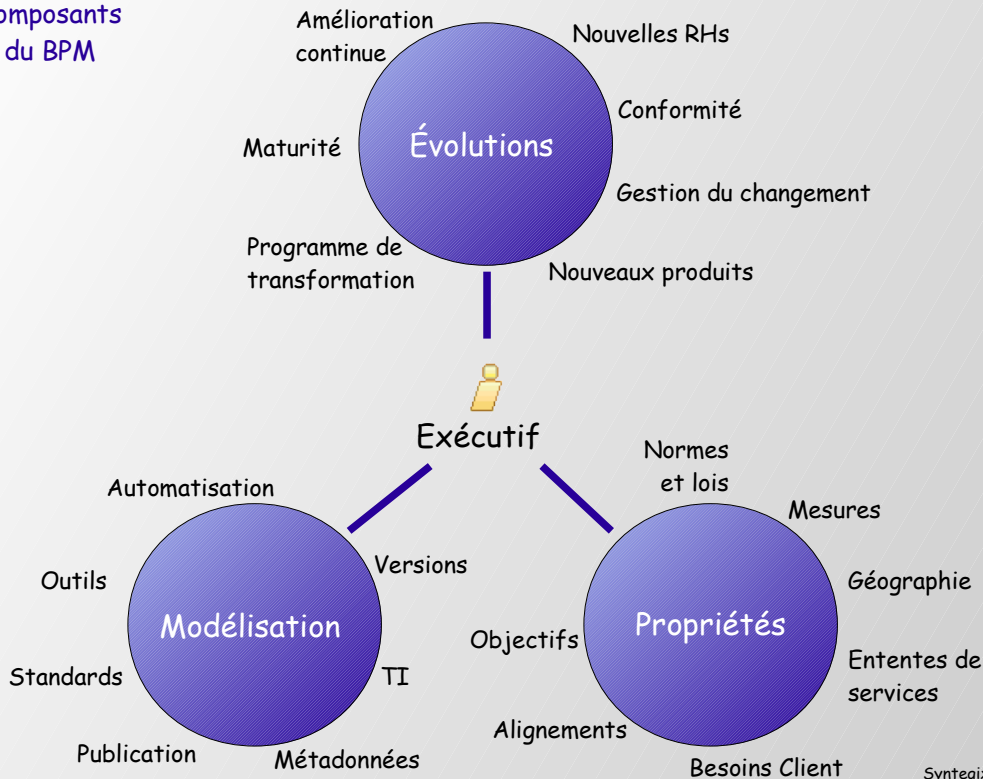 omposants
du BPM
Amélioration
continue
Nouvelles RHs
Conformité
Maturité
Évolutions
Gestion du changement
Programme de
transformation
Nouveaux produits
Exécutif
Automatisation
Versions
Outils
Modélisation
Standards
TI
Publication
Métadonnées
Normes
et lois
Mesures
Géographie
Objectifs
Propriétés
Ententes de
services
Alignements
Besoins Client